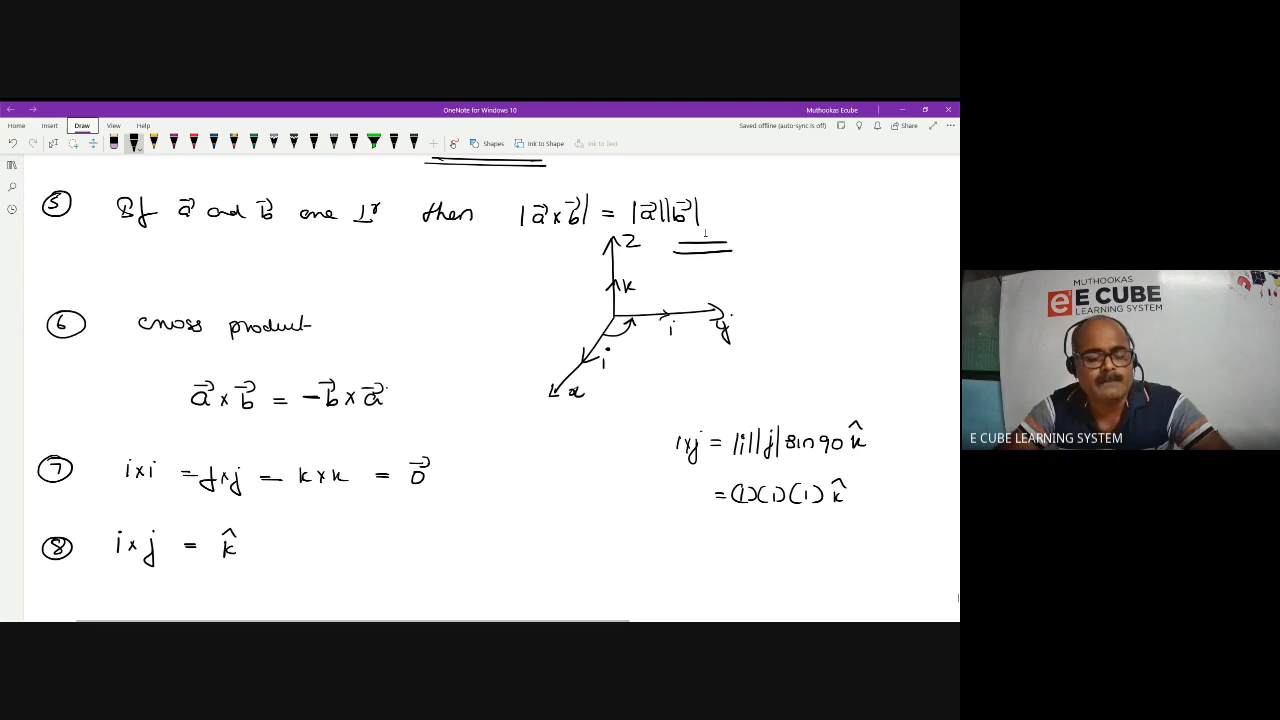 OneNote for Windows 10
Muthookas Ecube
Home Insert Draw View Help
Saved offline (auto-sync is off)
Share
Shapes
Ink to Shape
Ink to Text
5 If a⃗ and b⃗ are ⊥r then |a⃗ × b⃗| = |a⃗||b⃗|
z
k
i
y
i
x
6 cross product
a⃗ × b⃗ = -b⃗ × a⃗
i×j = |i||j| sin 90 k̂
= (1)(1)(1) k̂
7 i×i = j×j = k×k = 0⃗
8 i × j = k̂
MUTHOOKAS
e³ E CUBE
LEARNING SYSTEM
E CUBE LEARNING SYSTEM